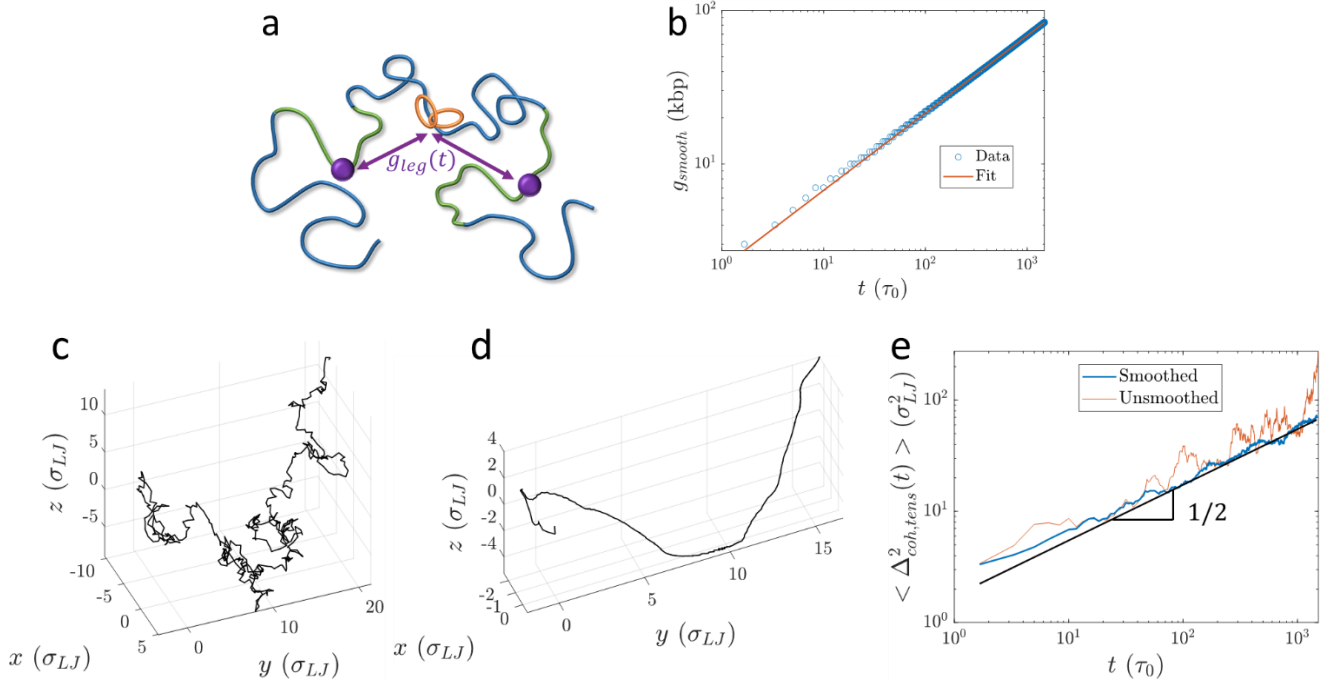 a
g_leg(t)
b
g_smooth (kbp)
10^2
10^1
10^0
10^1
10^2
10^3
t (τ_0)
Data
Fit
c
z (σ_LJ)
10
5
0
-5
-10
-5
0
5
x (σ_LJ)
0
10
20
y (σ_LJ)
d
z (σ_LJ)
4
2
0
-2
-4
-2
-1
0
x (σ_LJ)
0
5
10
15
y (σ_LJ)
e
< Δ^2_coh,tens(t) > (σ^2_LJ)
10^2
10^1
10^0
10^0
10^1
10^2
10^3
t (τ_0)
Smoothed
Unsmoothed
1/2